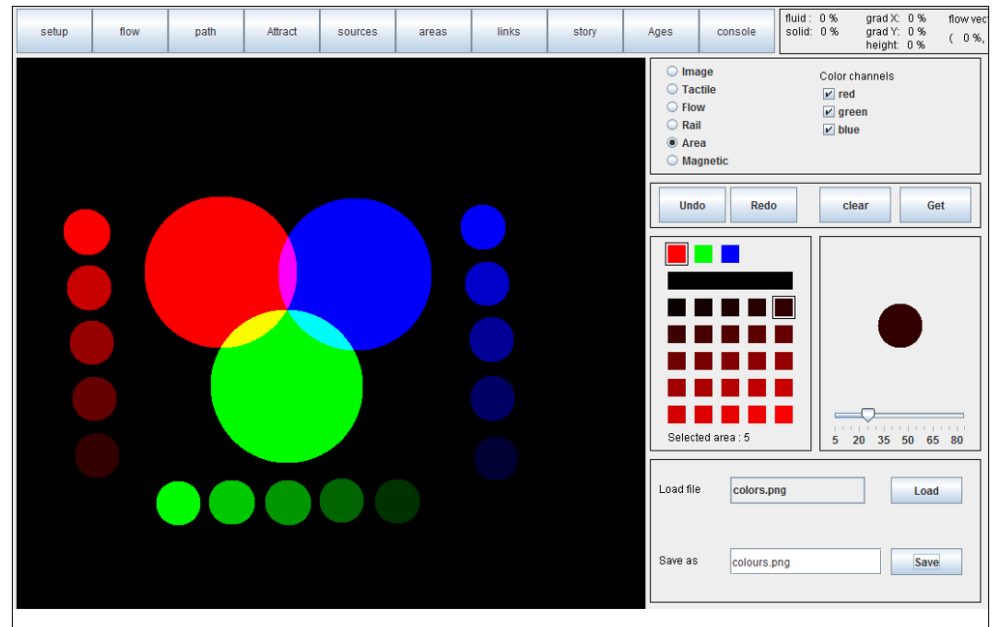 setup flow path Attract sources areas links story Ages console
fluid : 0 % grad X: 0 % flow vec
solid: 0 % grad Y: 0 % ( 0 %,
height: 0 %
Image
Tactile
Flow
Rail
Area
Magnetic
Color channels
red
green
blue
Undo Redo clear Get
Selected area : 5
5 20 35 50 65 80
Load file colors.png Load
Save as colours.png Save